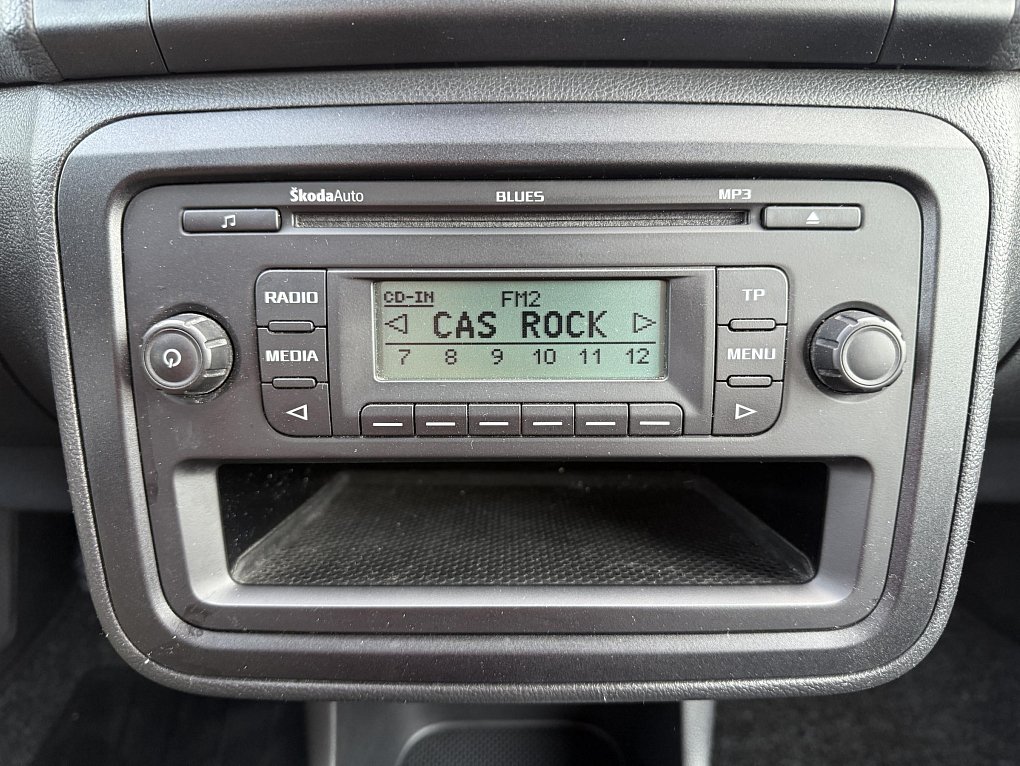 ŠkodaAuto BLUES MP3
RADIO
MEDIA
CD-IN FM2
CAS ROCK
7 8 9 10 11 12
TP
MENU